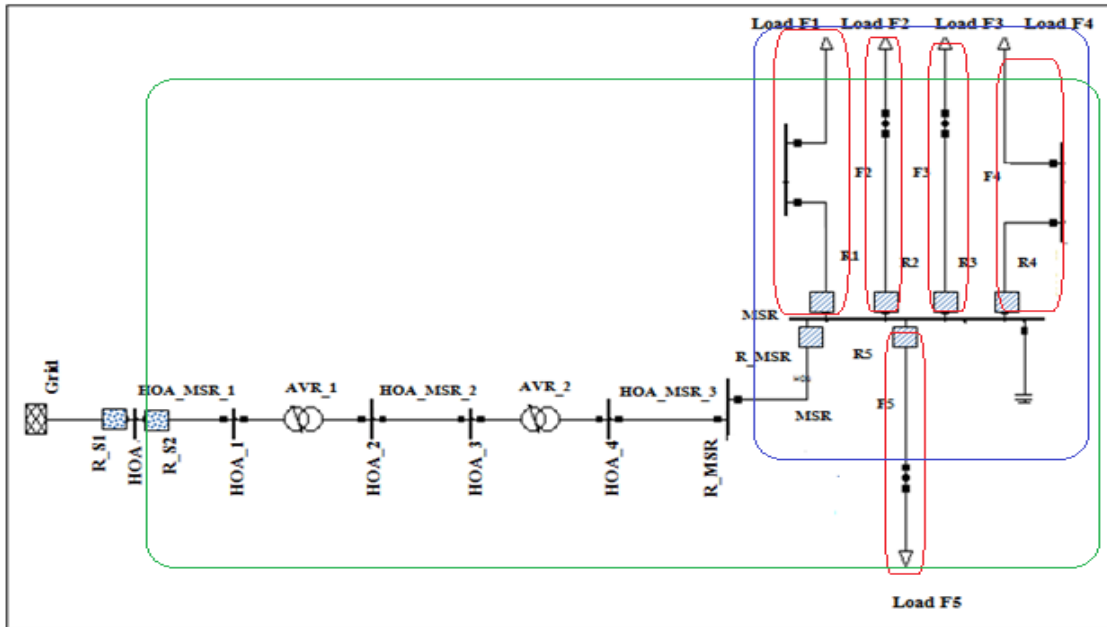 Load F1 Load F2 Load F3 Load F4
F2 F3 F4
R1 R2 R3 R4
MSR
R_MSR R5
MSR F5
Grid
HOA_MSR_1 AVR_1 HOA_MSR_2 AVR_2 HOA_MSR_3
R_S1
HOA
R_S2
HOA_1
HOA_2
HOA_3
HOA_4
R_MSR
Load F5